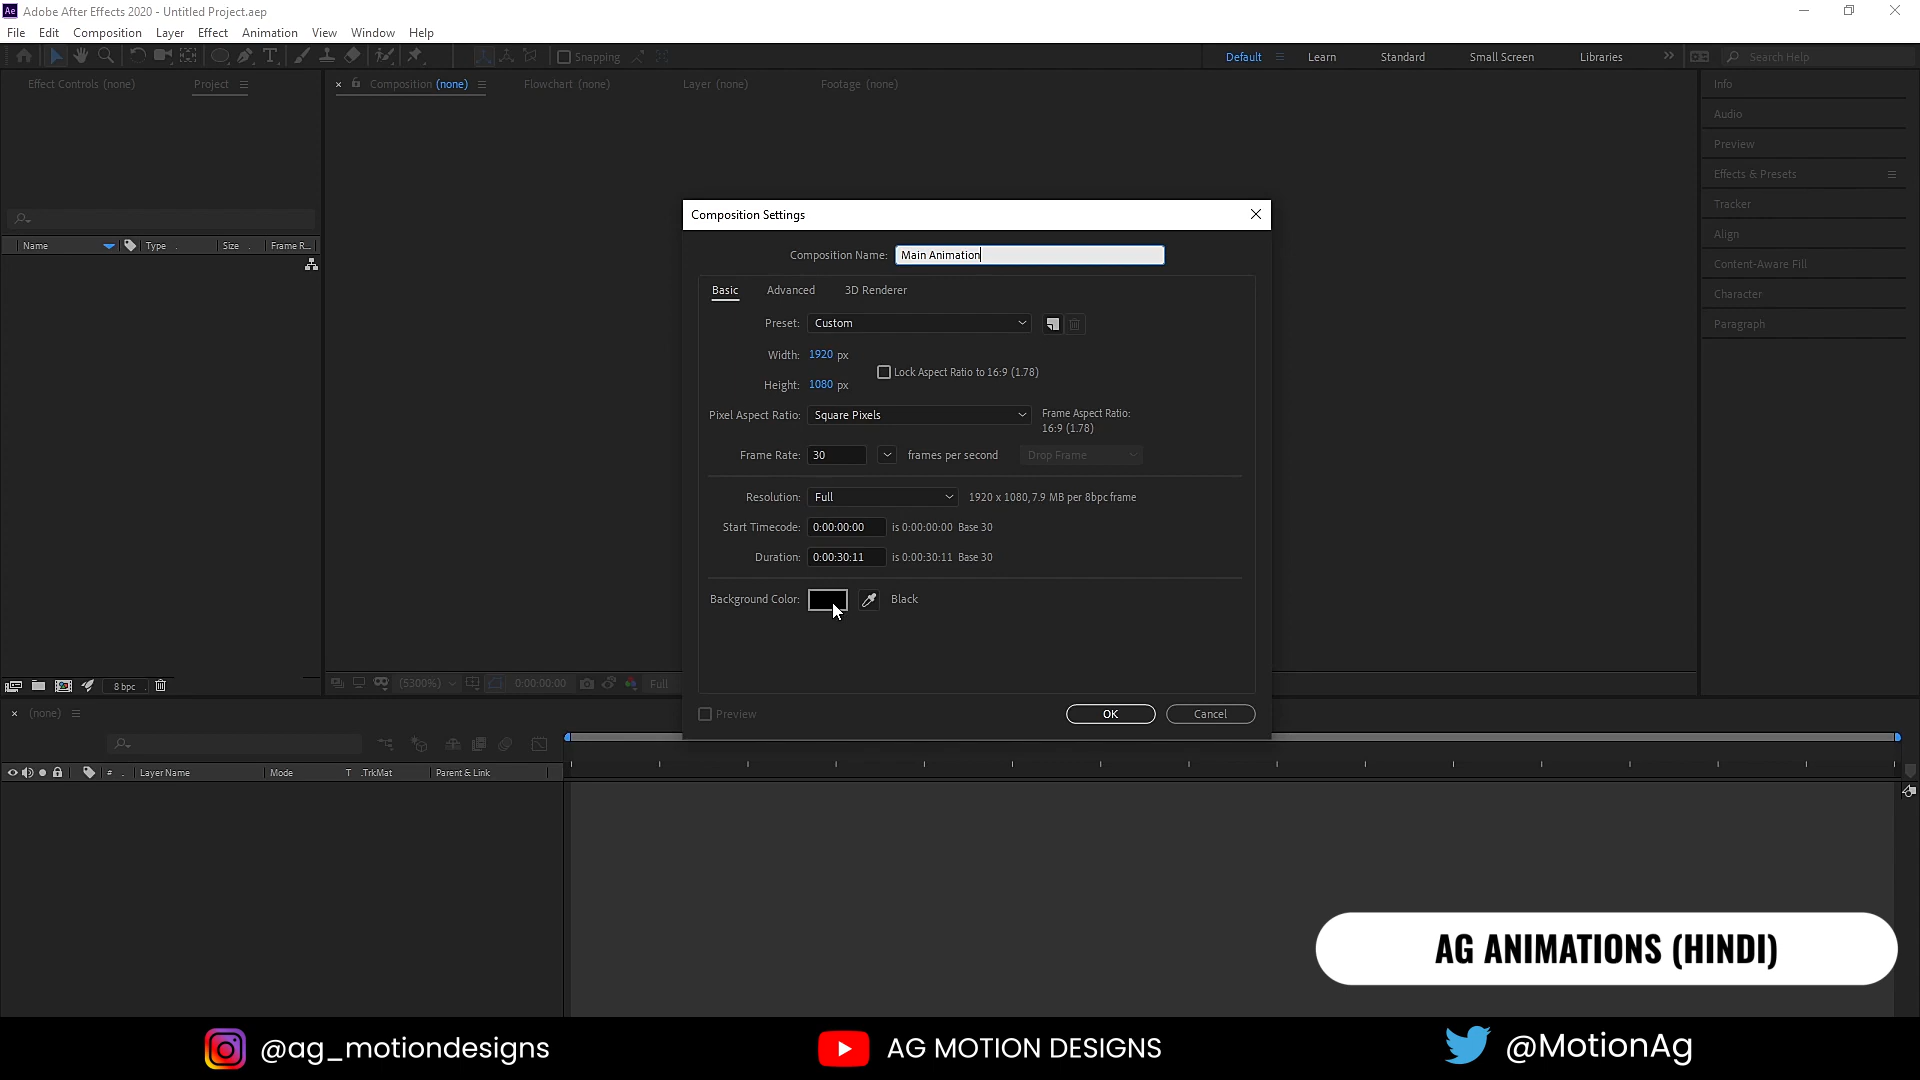 Ae Adobe After Effects 2020 - Untitled Project.aep
File Edit Composition Layer Effect Animation View Window Help
T Snapping Default Learn Standard Small Screen Libraries Search Help
Effect Controls (none) Project Composition (none) Flowchart (none) Layer (none) Footage (none) Info
Audio
Preview
Effects & Presets
Tracker
Align
Content-Aware Fill
Character
Paragraph
Name Type Size Frame R...
Composition Settings
Composition Name: Main Animation
Basic Advanced 3D Renderer
Preset: Custom
Width: 1920 px
Lock Aspect Ratio to 16:9 (1.78)
Height: 1080 px
Pixel Aspect Ratio: Square Pixels Frame Aspect Ratio:
16:9 (1.78)
Frame Rate: 30 frames per second Drop Frame
Resolution: Full 1920 x 1080, 7.9 MB per 8bpc frame
Start Timecode: 0:00:00:00 is 0:00:00:00 Base 30
Duration: 0:00:30:11 is 0:00:30:11 Base 30
Background Color: Black
Preview OK Cancel
8 bpc (5300%) 0:00:00:00 Full
(none)
# Layer Name Mode T .TrkMat Parent & Link
AG ANIMATIONS (HINDI)
@ag_motiondesigns AG MOTION DESIGNS @MotionAg